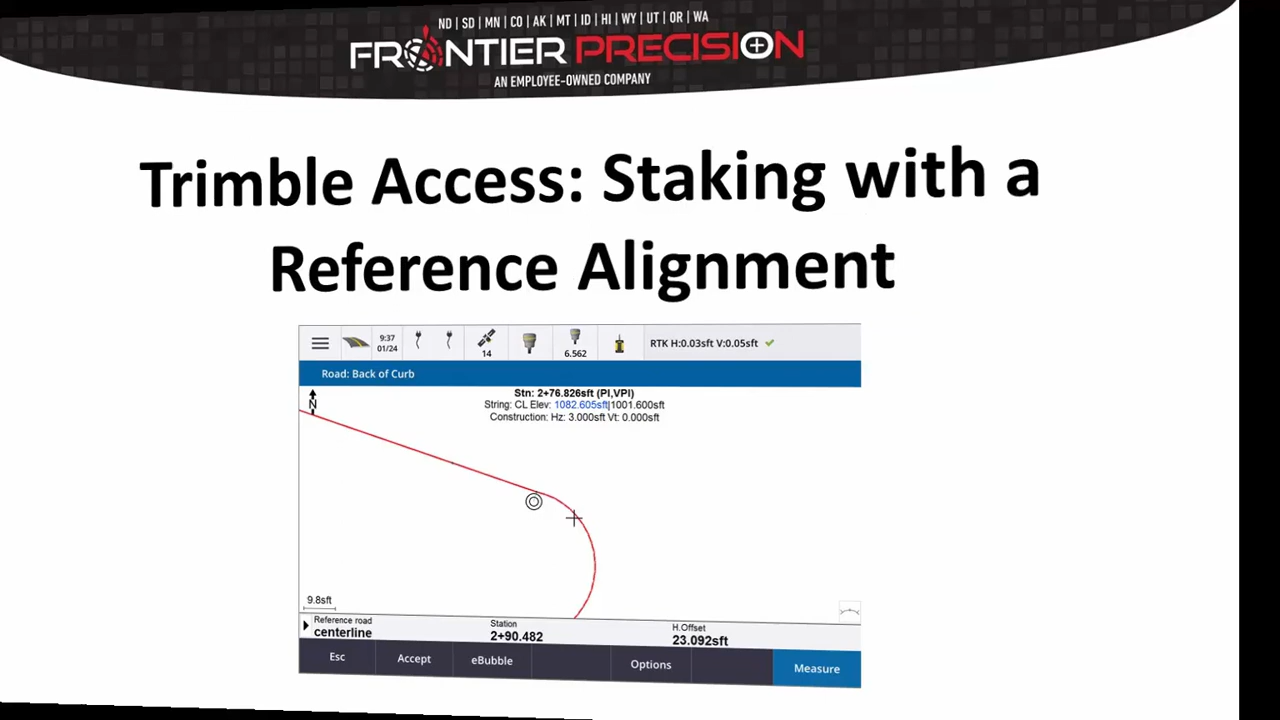 ND | SD | MN | CO | AK | MT | ID | HI | WY | UT | OR | WA
FRONTIER PRECISION
AN EMPLOYEE-OWNED COMPANY
Trimble Access: Staking with a
Reference Alignment
9:37
01/24
14
6.562
RTK H:0.03sft V:0.05sft
Road: Back of Curb
N
Stn: 2+76.826sft (PI,VPI)
String: CL Elev: 1082.605sft|1001.600sft
Construction: Hz: 3.000sft Vt: 0.000sft
9.8sft
Reference road Station H.Offset
centerline 2+90.482 23.092sft
Esc Accept eBubble Options Measure